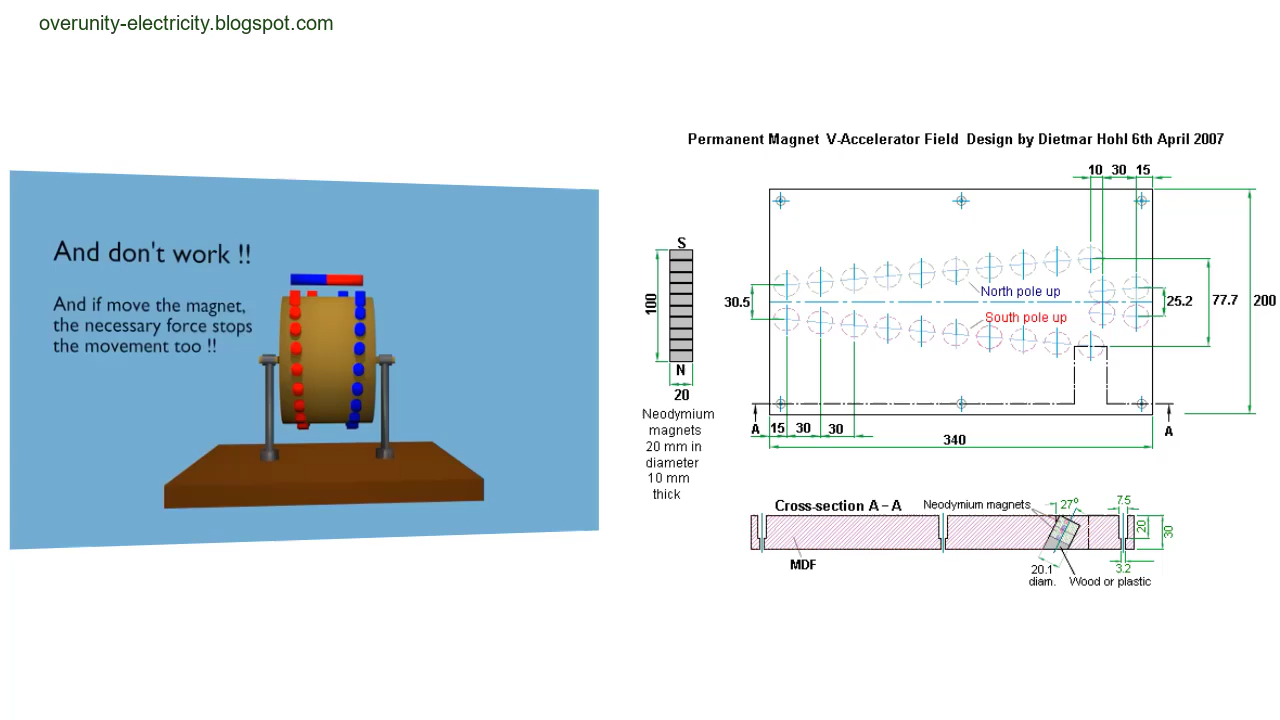 overunity-electricity.blogspot.com
And don't work !!
And if move the magnet,
the necessary force stops
the movement too !!
Permanent Magnet V-Accelerator Field Design by Dietmar Hohl 6th April 2007
10 30 15
S
100
N
20
Neodymium
magnets
20 mm in
diameter
10 mm
thick
30.5
North pole up
South pole up
25.2
77.7
200
A
15 30 30
A
340
Cross-section A – A
Neodymium magnets
27º
7.5
20
30
MDF
20.1
diam.
3.2
Wood or plastic